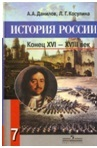 А.А.Данилов, Л.Г.Косулина
ИСТОРИЯ РОССИИ
Конец XVI — XVIII век
7